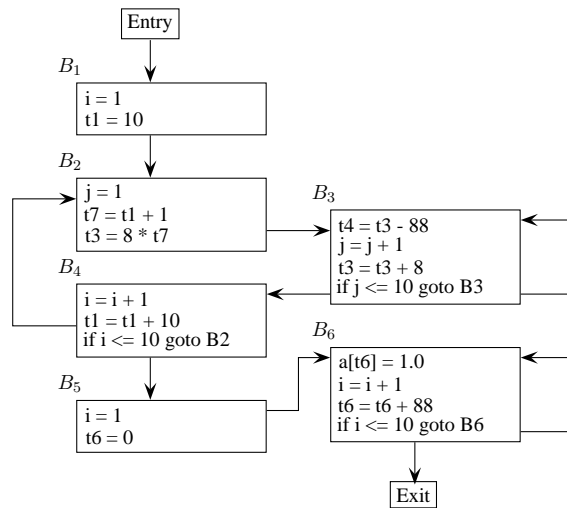 Entry
B1
i = 1
t1 = 10
B2
j = 1
t7 = t1 + 1
t3 = 8 * t7
B3
t4 = t3 - 88
j = j + 1
t3 = t3 + 8
if j <= 10 goto B3
B4
i = i + 1
t1 = t1 + 10
if i <= 10 goto B2
B5
i = 1
t6 = 0
B6
a[t6] = 1.0
i = i + 1
t6 = t6 + 88
if i <= 10 goto B6
Exit